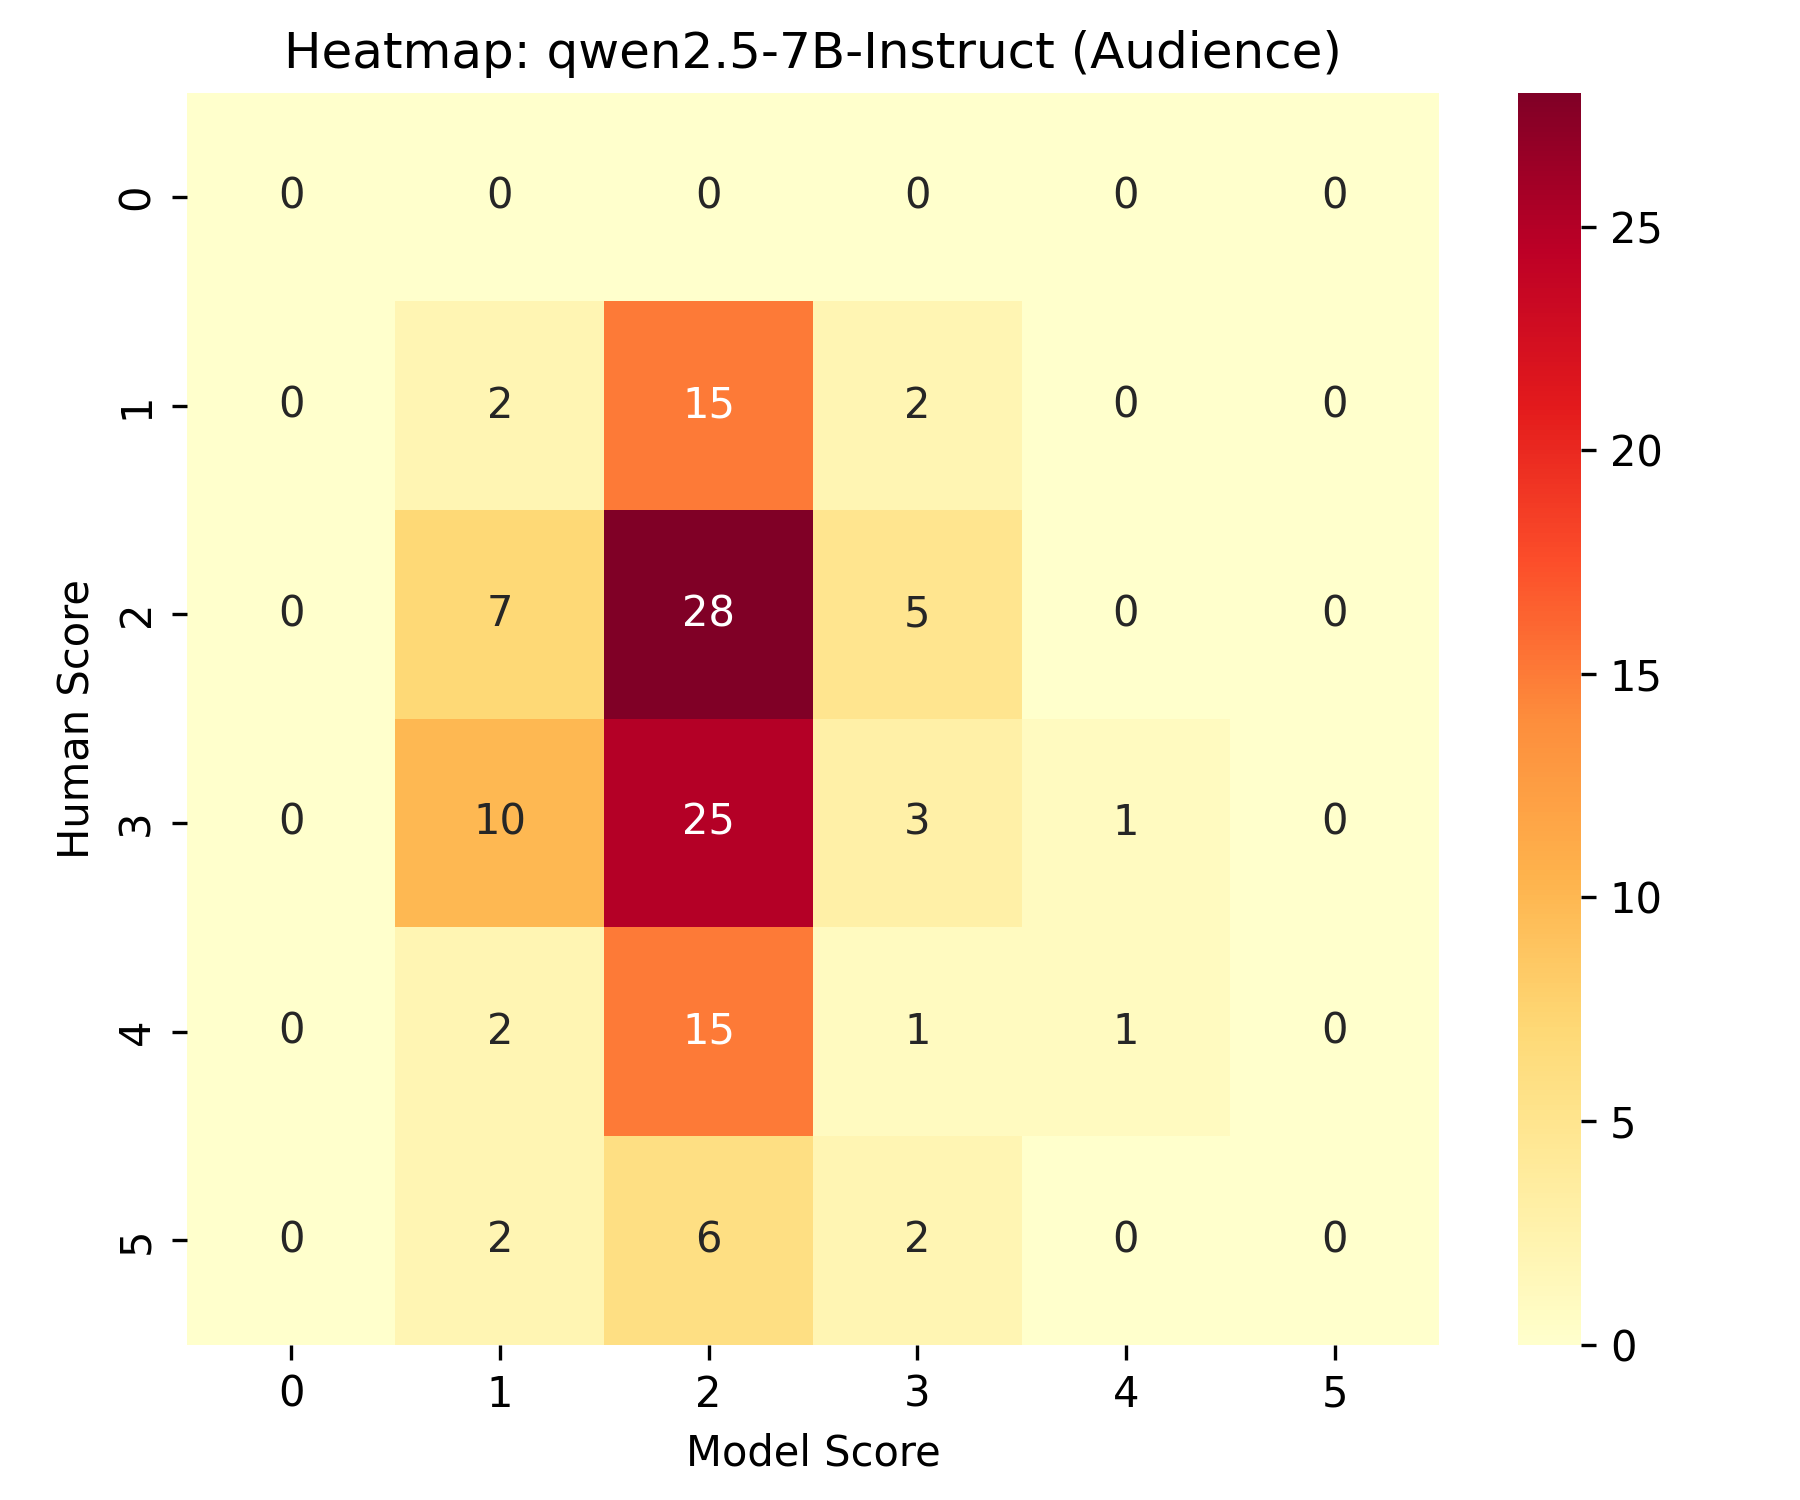 Heatmap: qwen2.5-7B-Instruct (Audience)
Human Score
0 0 0 0 0 0 0
1 0 2 15 2 0 0
2 0 7 28 5 0 0
3 0 10 25 3 1 0
4 0 2 15 1 1 0
5 0 2 6 2 0 0
0 1 2 3 4 5
Model Score
25
20
15
10
5
0